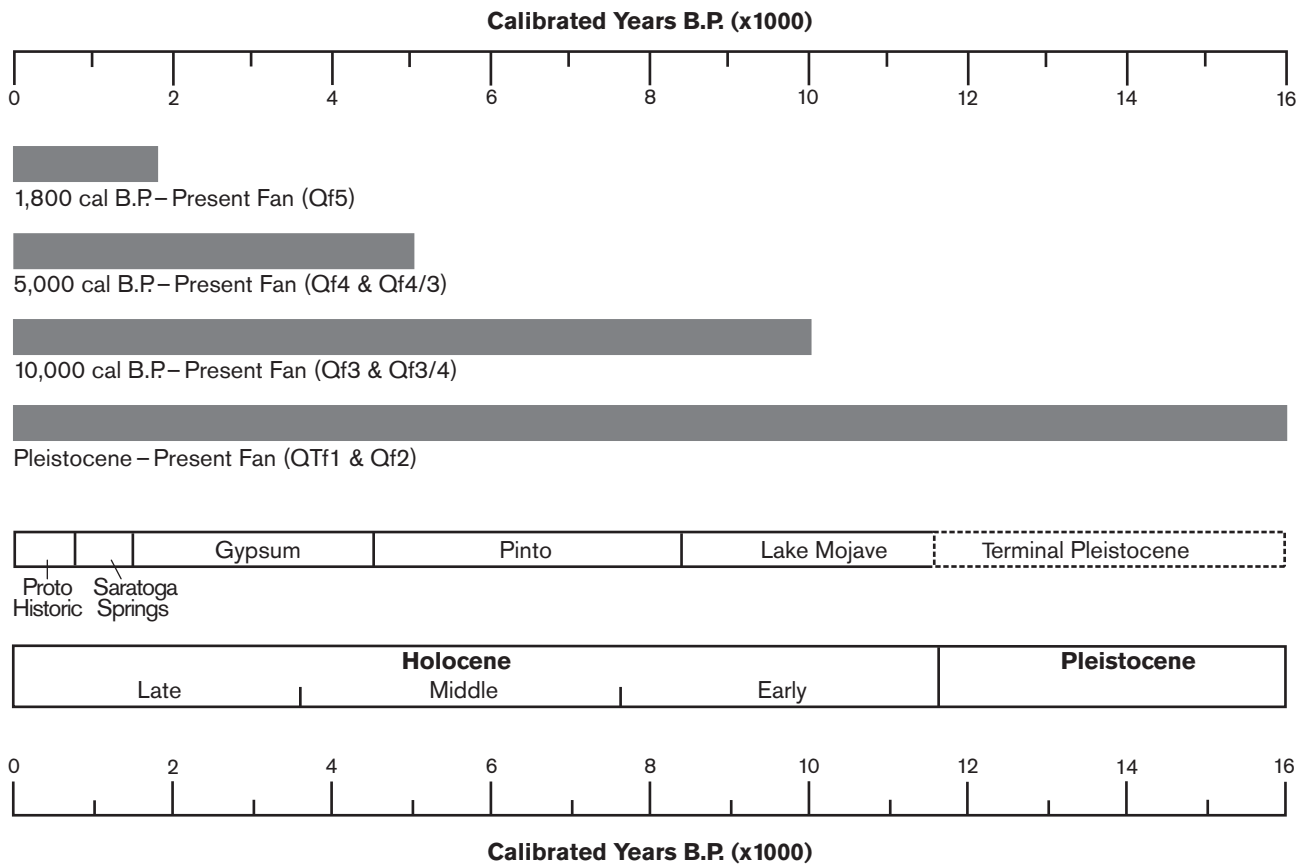 Calibrated Years B.P. (x1000)
0 2 4 6 8 10 12 14 16
1,800 cal B.P.–Present Fan (Qf5)
5,000 cal B.P.–Present Fan (Qf4 & Qf4/3)
10,000 cal B.P.–Present Fan (Qf3 & Qf3/4)
Pleistocene–Present Fan (QTf1 & Qf2)
Gypsum Pinto Lake Mojave Terminal Pleistocene
Proto Saratoga
Historic Springs
Holocene Pleistocene
Late Middle Early
0 2 4 6 8 10 12 14 16
Calibrated Years B.P. (x1000)